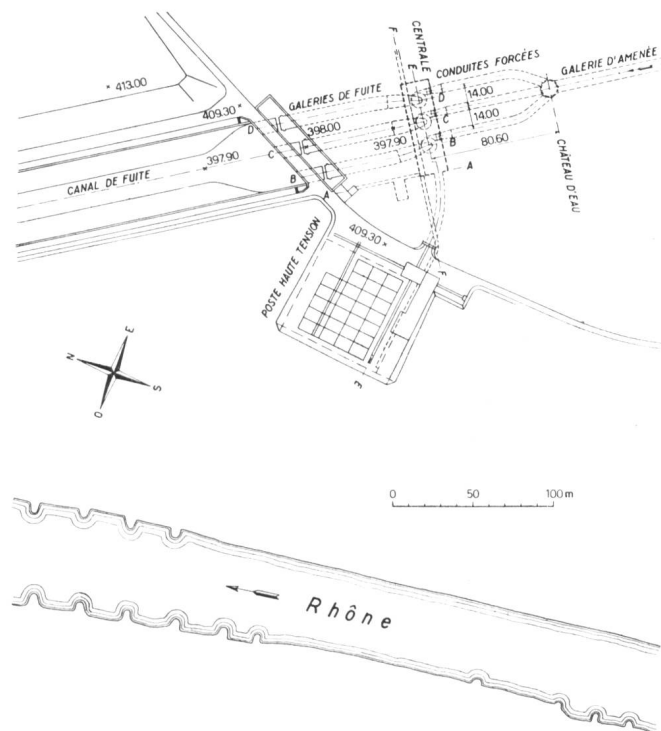 413.00
409.30
GALERIES DE FUITE
CENTRALE
CONDUITES FORCÉES
GALERIE D'AMENÉE
F
E
D
C
B
A
14.00
14.00
80.60
CHÂTEAU D'EAU
398.00
397.90
397.90
CANAL DE FUITE
D
C
B
A
409.30
POSTE HAUTE TENSION
F
E
N
E
S
O
0 50 100 m
Rhône